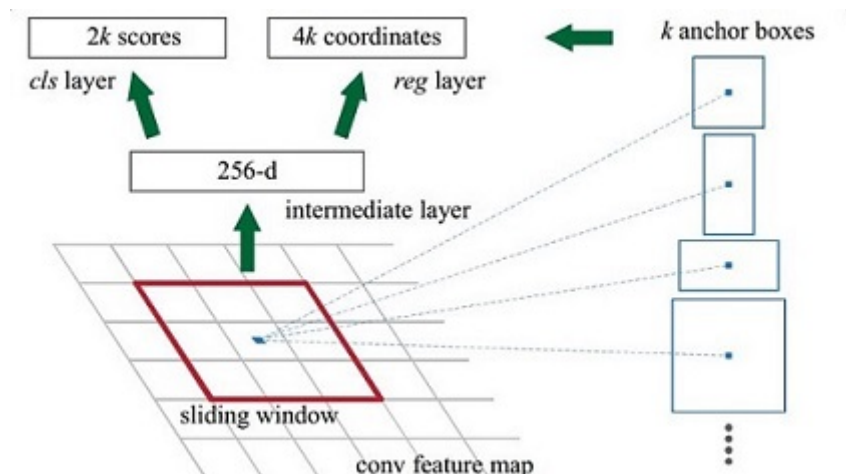 2k scores
4k coordinates
k anchor boxes
cls layer
reg layer
256-d
intermediate layer
sliding window
conv feature map